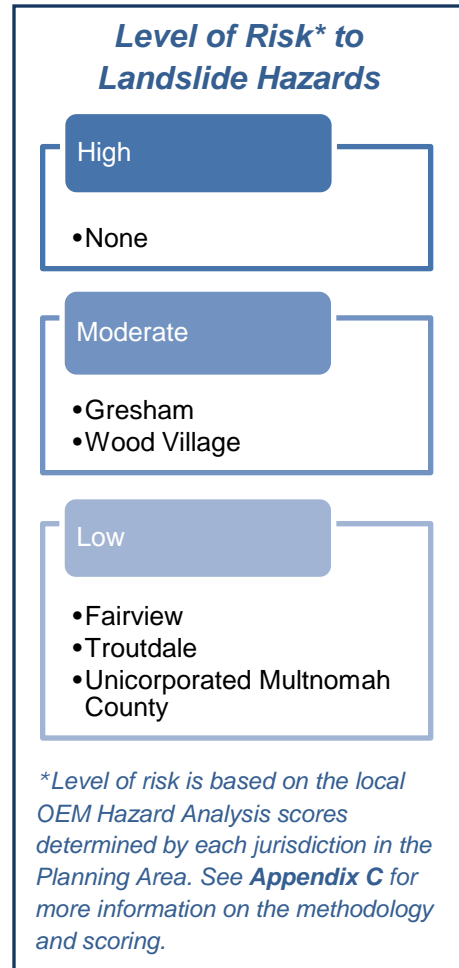 Level of Risk* to
Landslide Hazards
High
•None
Moderate
•Gresham
•Wood Village
Low
•Fairview
•Troutdale
•Unicorporated Multnomah
County
*Level of risk is based on the local
OEM Hazard Analysis scores
determined by each jurisdiction in the
Planning Area. See Appendix C for
more information on the methodology
and scoring.